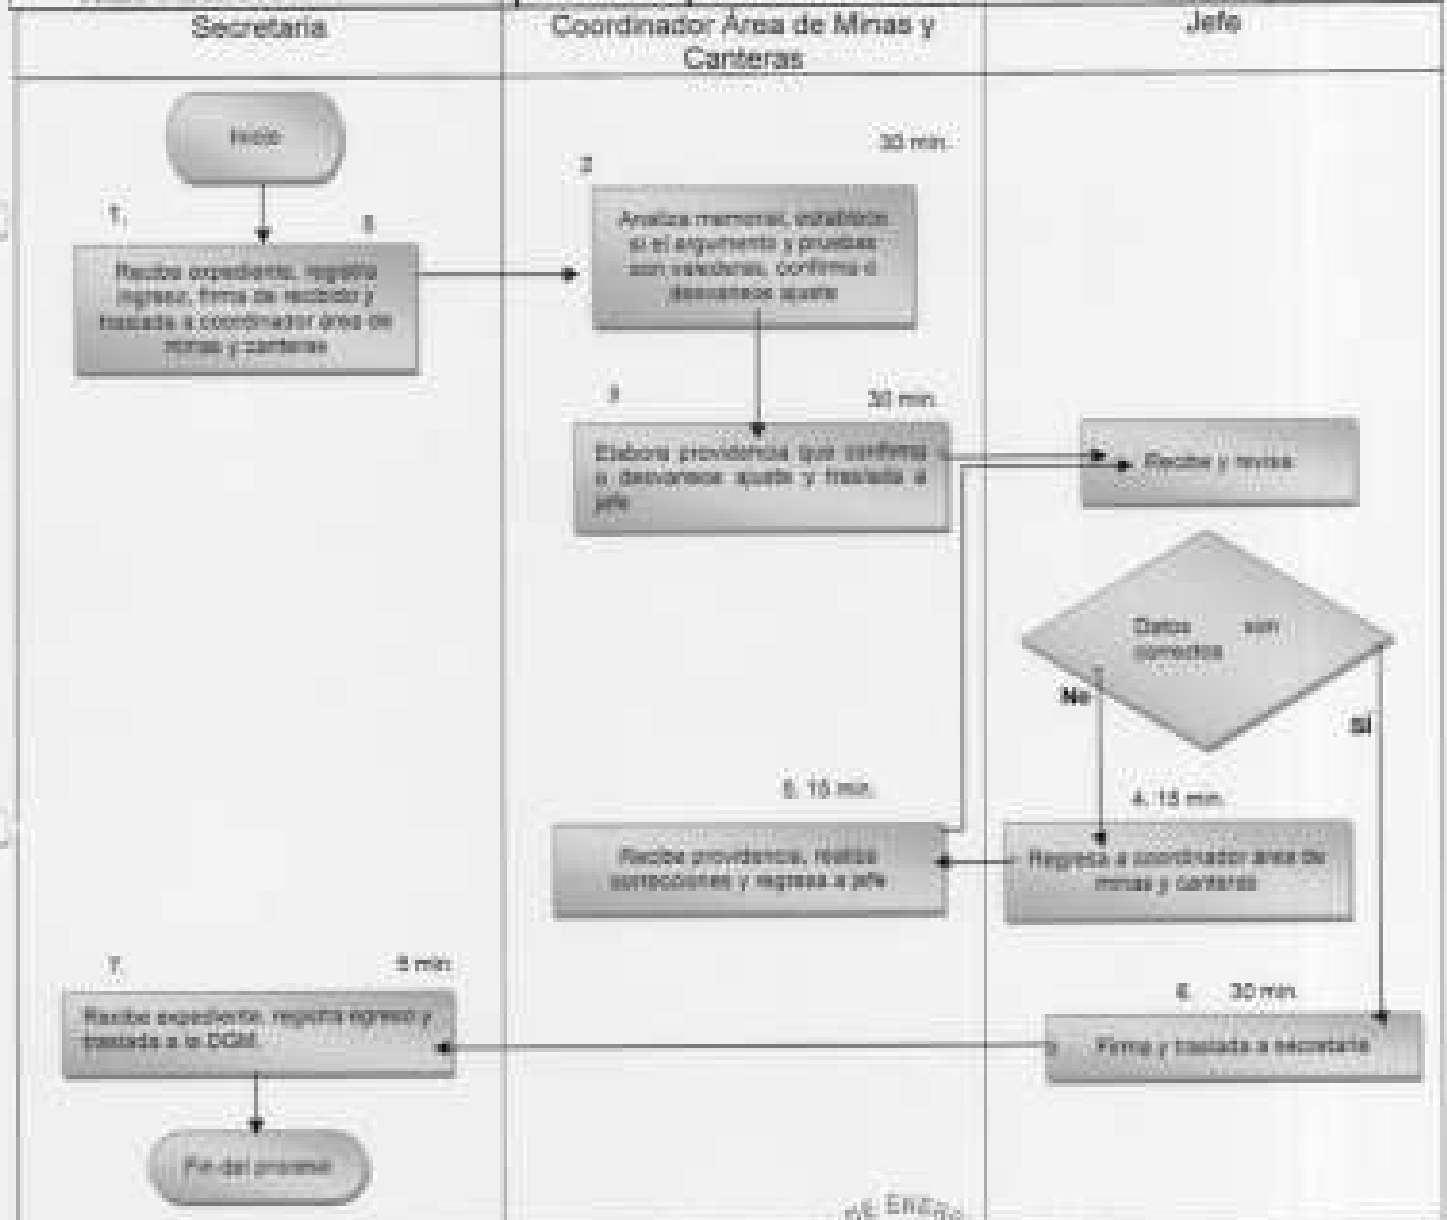 Secretaria
Coordinador Área de Minas y
Canteras
Jefe
Inicio
1.
5
Recibe expediente, registra
ingreso, firma de recibido y
traslada a coordinador área de
minas y canteras
2
30 min.
Analiza memorial, establece
si el argumento y pruebas
son valederas, confirma o
desvanece ajuste
3
30 min.
Elabora providencia que confirma
o desvanece ajuste y traslada a
jefe
Recibe y revisa
Datos son
correctos
No
Si
4. 15 min.
Regresa a coordinador área de
minas y canteras
5. 15 min.
Recibe providencia, realiza
correcciones y regresa a jefe
6. 30 min.
Firma y traslada a secretaria
7.
5 min
Recibe expediente, registra egreso y
traslada a la DGM.
Fin del proceso
DE ENERG